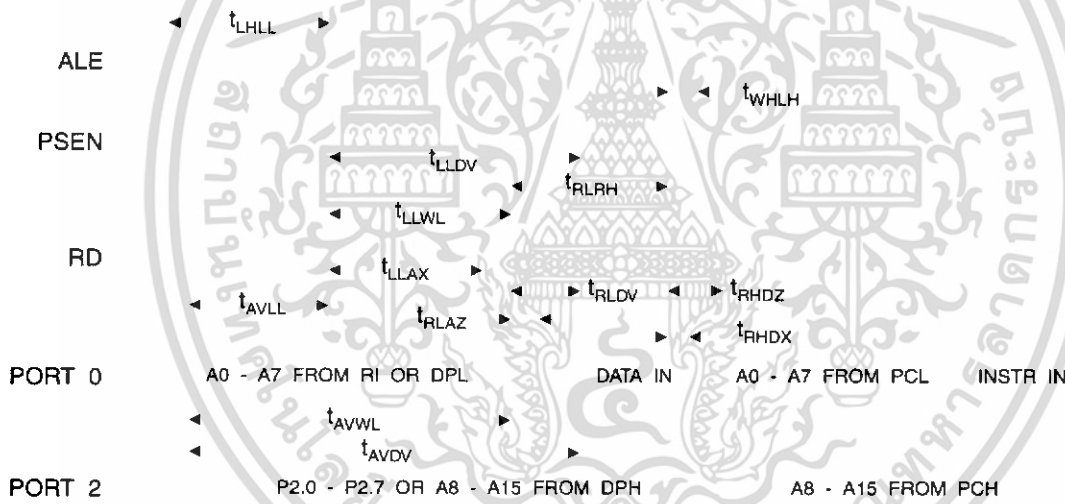 tLHLL
ALE
tWHLH
PSEN
tLLDV
tRLRH
tLLWL
RD
tLLAX
tRLDV tRHDZ
tAVLL
tRLAZ
tRHDX
PORT 0 A0 - A7 FROM RI OR DPL DATA IN A0 - A7 FROM PCL INSTR IN
tAVWL
tAVDV
PORT 2 P2.0 - P2.7 OR A8 - A15 FROM DPH A8 - A15 FROM PCH